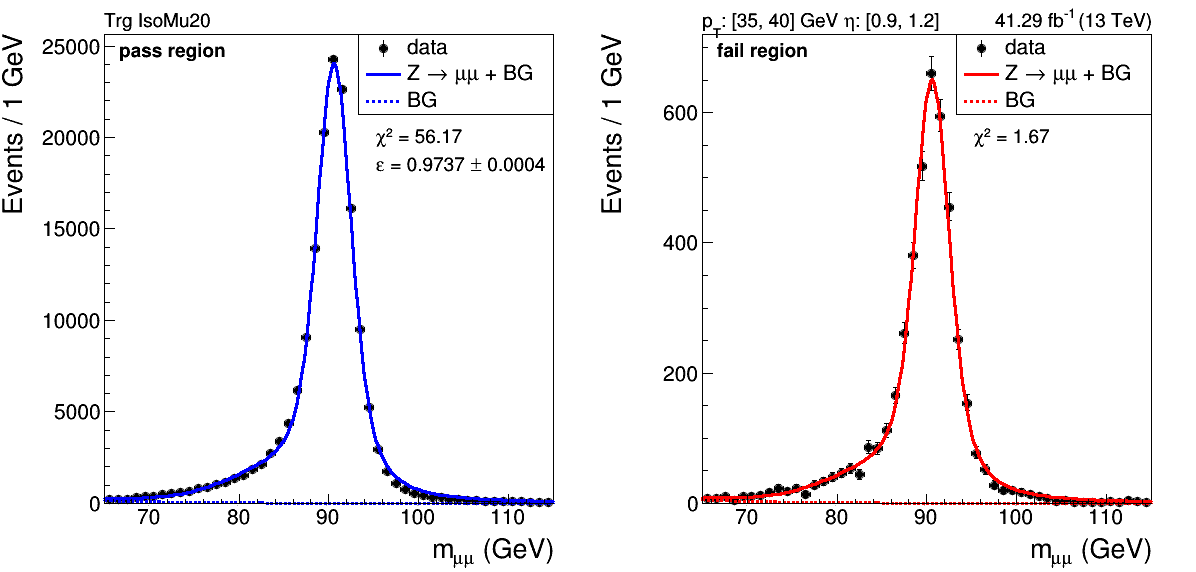 Trg IsoMu20
pass region
data
Z → μμ + BG
BG
χ² = 56.17
ε = 0.9737 ± 0.0004
Events / 1 GeV
25000
20000
15000
10000
5000
0
70 80 90 100 110
m_μμ (GeV)
p_T: [35, 40] GeV η: [0.9, 1.2] 41.29 fb⁻¹ (13 TeV)
fail region
data
Z → μμ + BG
BG
χ² = 1.67
Events / 1 GeV
600
400
200
0
70 80 90 100 110
m_μμ (GeV)